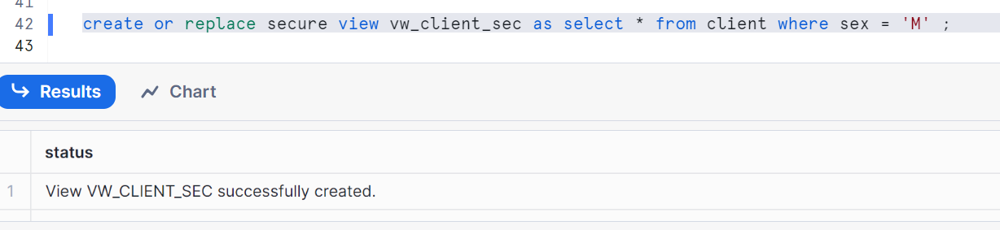 41
42 create or replace secure view vw_client_sec as select * from client where sex = 'M' ;
43
Results Chart
status
1 View VW_CLIENT_SEC successfully created.